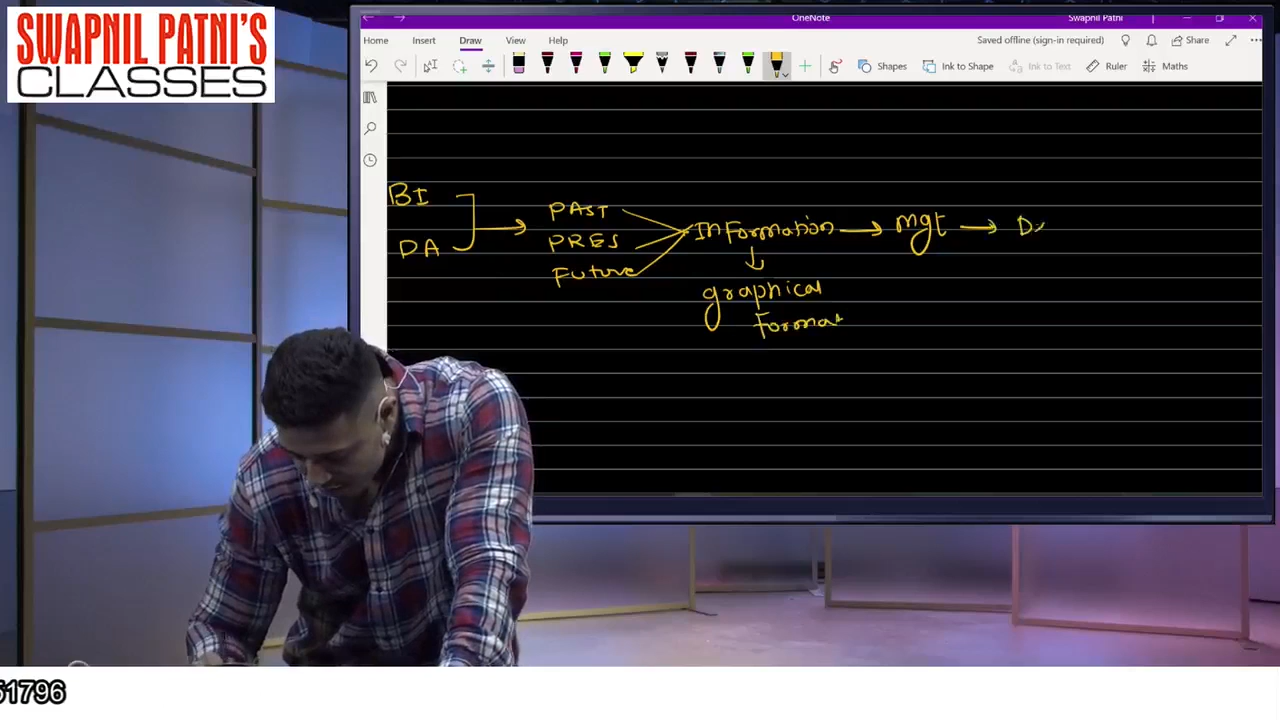 SWAPNIL PATNI'S
CLASSES
OneNote
Swapnil Patni
Home Insert Draw View Help
Saved offline (sign-in required)
Share
Shapes
Ink to Shape
Ink to Text
Ruler
Maths
BI
DA
PAST
PRES
Future
Information → mgt →
graphical
Format
51796